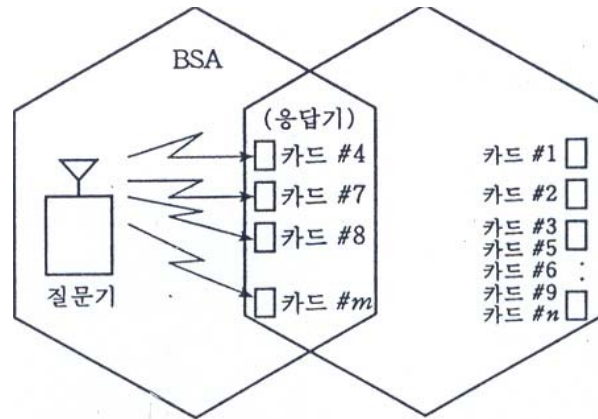 BSA
(응답기)
카드 #4
카드 #7
카드 #8
카드 #m
질문기
카드 #1
카드 #2
카드 #3
카드 #5
카드 #6
카드 #9
카드 #n